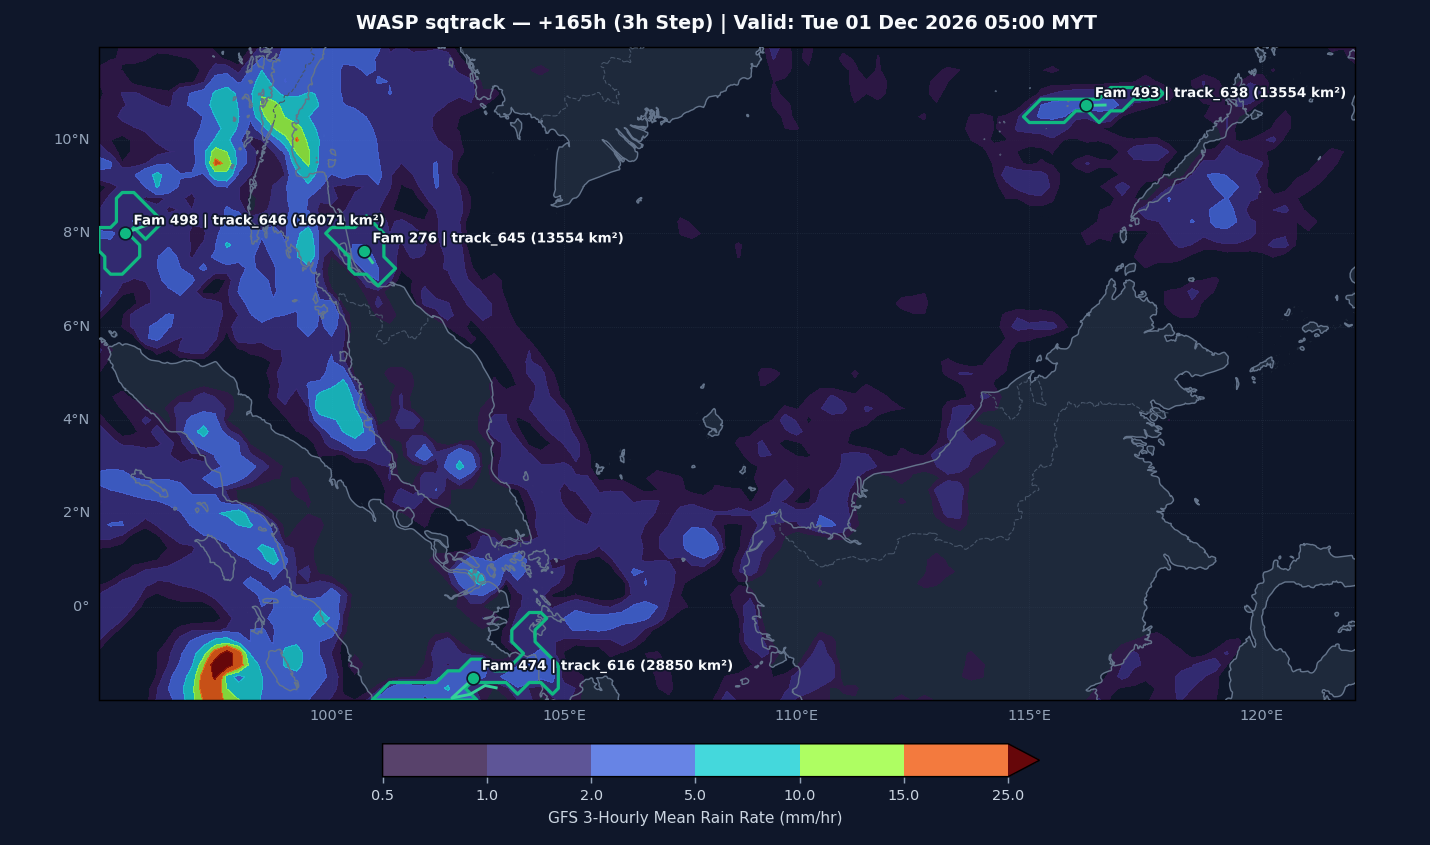 WASP sqtrack — +165h (3h Step) | Valid: Tue 01 Dec 2026 05:00 MYT
Fam 493 | track_638 (13554 km²)
10°N
Fam 498 | track_646 (16071 km²)
8°N
Fam 276 | track_645 (13554 km²)
6°N
4°N
2°N
0°
Fam 474 | track_616 (28850 km²)
100°E 105°E 110°E 115°E 120°E
0.5 1.0 2.0 5.0 10.0 15.0 25.0
GFS 3-Hourly Mean Rain Rate (mm/hr)